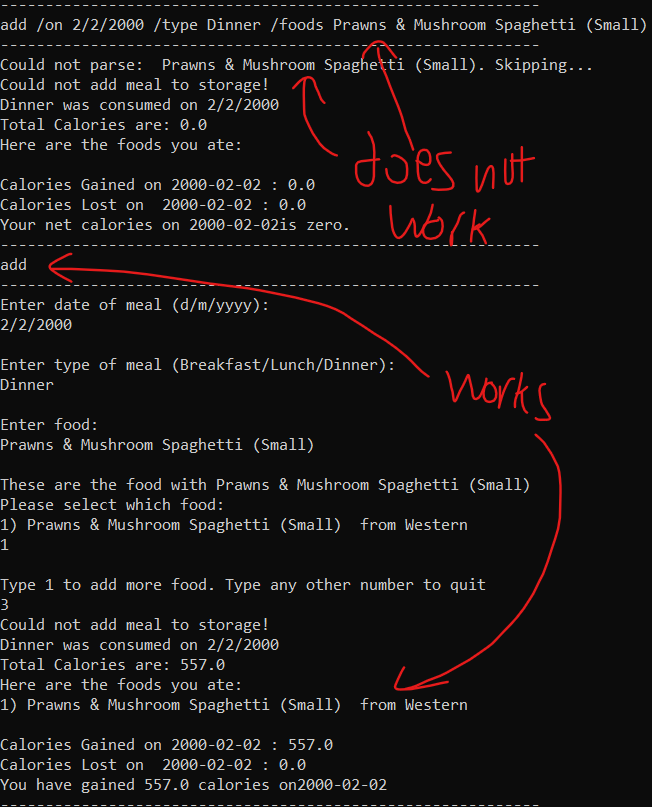 ------------------------------------------------------------
add /on 2/2/2000 /type Dinner /foods Prawns & Mushroom Spaghetti (Small)
------------------------------------------------------------
Could not parse:  Prawns & Mushroom Spaghetti (Small). Skipping...
Could not add meal to storage!
Dinner was consumed on 2/2/2000
Total Calories are: 0.0
Here are the foods you ate:
does not
work
Calories Gained on 2000-02-02 : 0.0
Calories Lost on  2000-02-02 : 0.0
Your net calories on 2000-02-02is zero.
------------------------------------------------------------
add
------------------------------------------------------------
Enter date of meal (d/m/yyyy):
2/2/2000
Enter type of meal (Breakfast/Lunch/Dinner):
Dinner
works
Enter food:
Prawns & Mushroom Spaghetti (Small)
These are the food with Prawns & Mushroom Spaghetti (Small)
Please select which food:
1) Prawns & Mushroom Spaghetti (Small)  from Western
1
Type 1 to add more food. Type any other number to quit
3
Could not add meal to storage!
Dinner was consumed on 2/2/2000
Total Calories are: 557.0
Here are the foods you ate:
1) Prawns & Mushroom Spaghetti (Small)  from Western
Calories Gained on 2000-02-02 : 557.0
Calories Lost on  2000-02-02 : 0.0
You have gained 557.0 calories on2000-02-02
------------------------------------------------------------